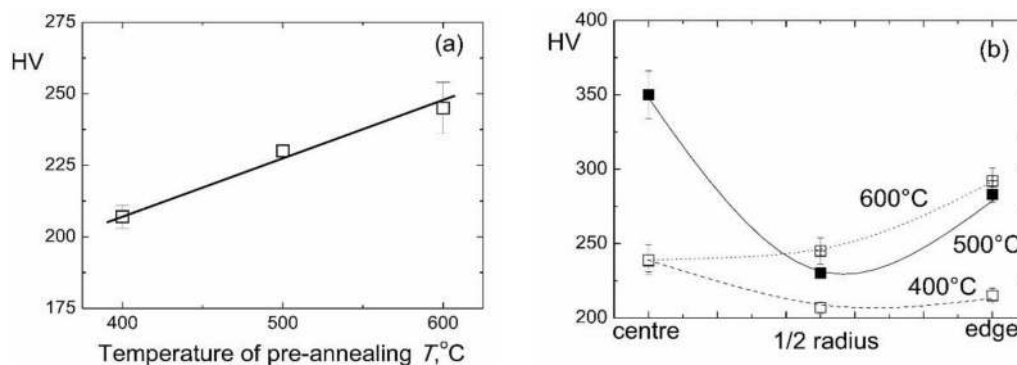 275
(a)
HV
250
225
200
175
400
500
600
Temperature of pre-annealing T,°C
400
(b)
HV
350
300
250
200
600°C
500°C
400°C
centre
1/2 radius
edge